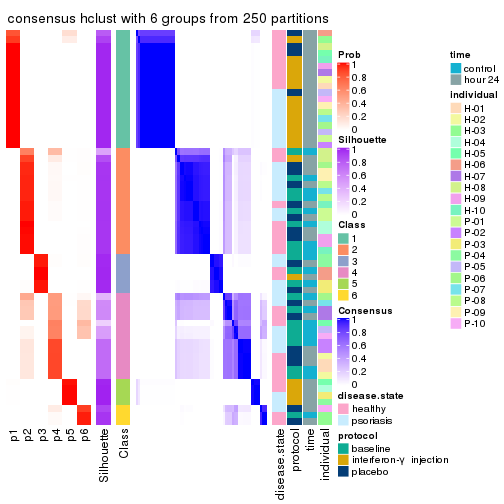 consensus hclust with 6 groups from 250 partitions
Prob
1
0.8
0.6
0.4
0.2
0
Silhouette
1
0.8
0.6
0.4
0.2
0
Class
1
2
3
4
5
6
Consensus
1
0.8
0.6
0.4
0.2
0
disease.state
healthy
psoriasis
protocol
baseline
interferon-γ injection
placebo
time
control
hour 24
individual
H-01
H-02
H-03
H-04
H-05
H-06
H-07
H-08
H-09
H-10
P-01
P-02
P-03
P-04
P-05
P-06
P-07
P-08
P-09
P-10
p1
p2
p3
p4
p5
p6
Silhouette
Class
disease.state
protocol
time
individual